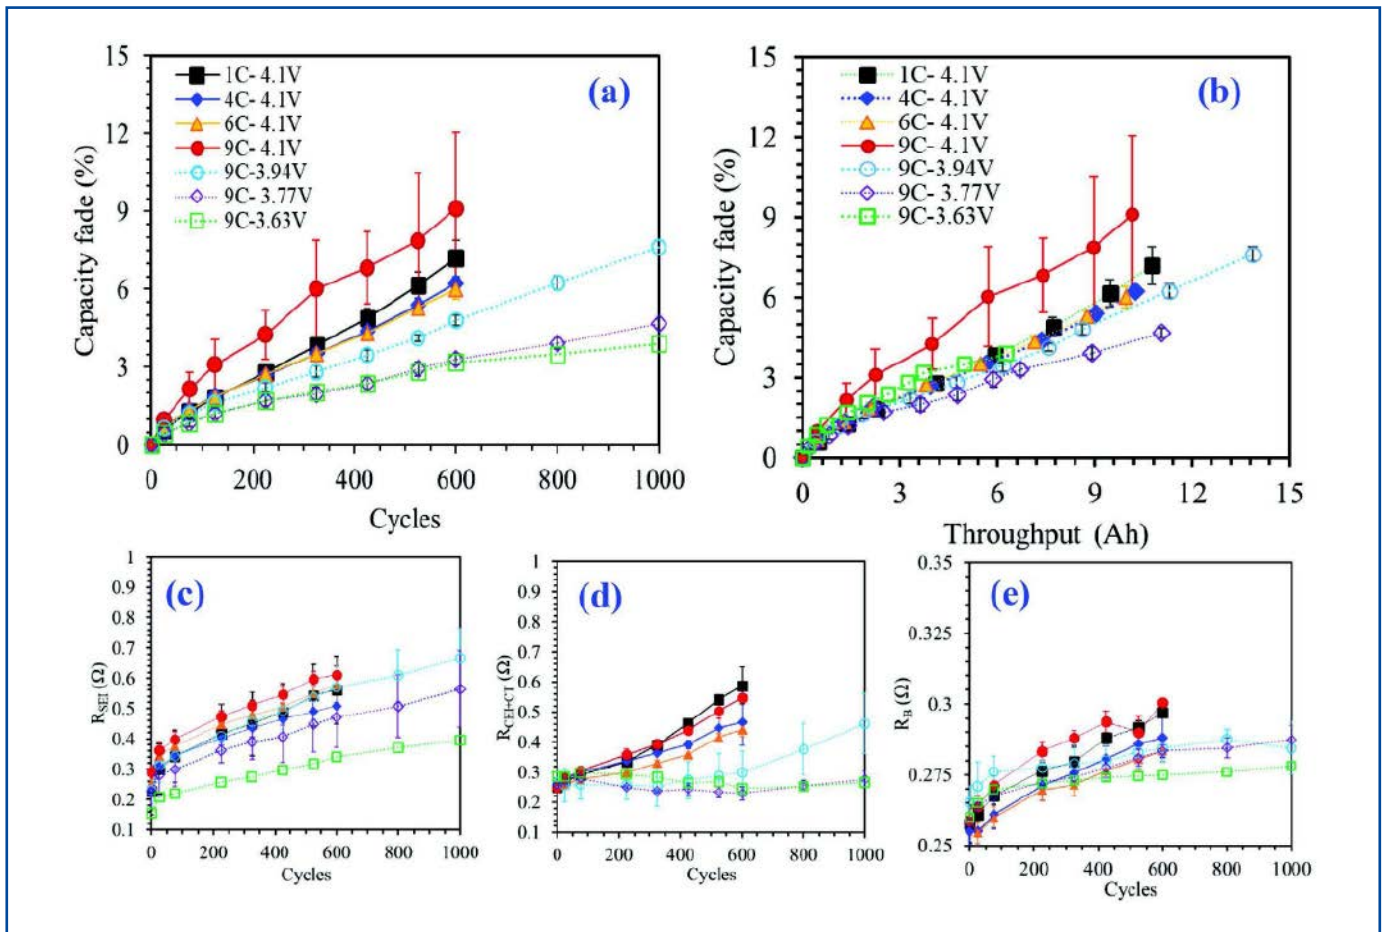 15
12
9
6
3
0
Capacity fade (%)
1C- 4.1V
4C- 4.1V
6C- 4.1V
9C- 4.1V
9C-3.94V
9C- 3.77V
9C-3.63V
(a)
0 200 400 600 800 1000
Cycles
15
12
9
6
3
0
Capacity fade (%)
1C- 4.1V
4C- 4.1V
6C- 4.1V
9C- 4.1V
9C-3.94V
9C- 3.77V
9C-3.63V
(b)
0 3 6 9 12 15
Throughput (Ah)
1
0.9
0.8
0.7
0.6
0.5
0.4
0.3
0.2
0.1
RSEI (Ω)
(c)
0 200 400 600 800 1000
Cycles
1
0.9
0.8
0.7
0.6
0.5
0.4
0.3
0.2
0.1
RCEI+CT (Ω)
(d)
0 200 400 600 800 1000
Cycles
0.35
0.325
0.3
0.275
0.25
RB (Ω)
(e)
0 200 400 600 800 1000
Cycles